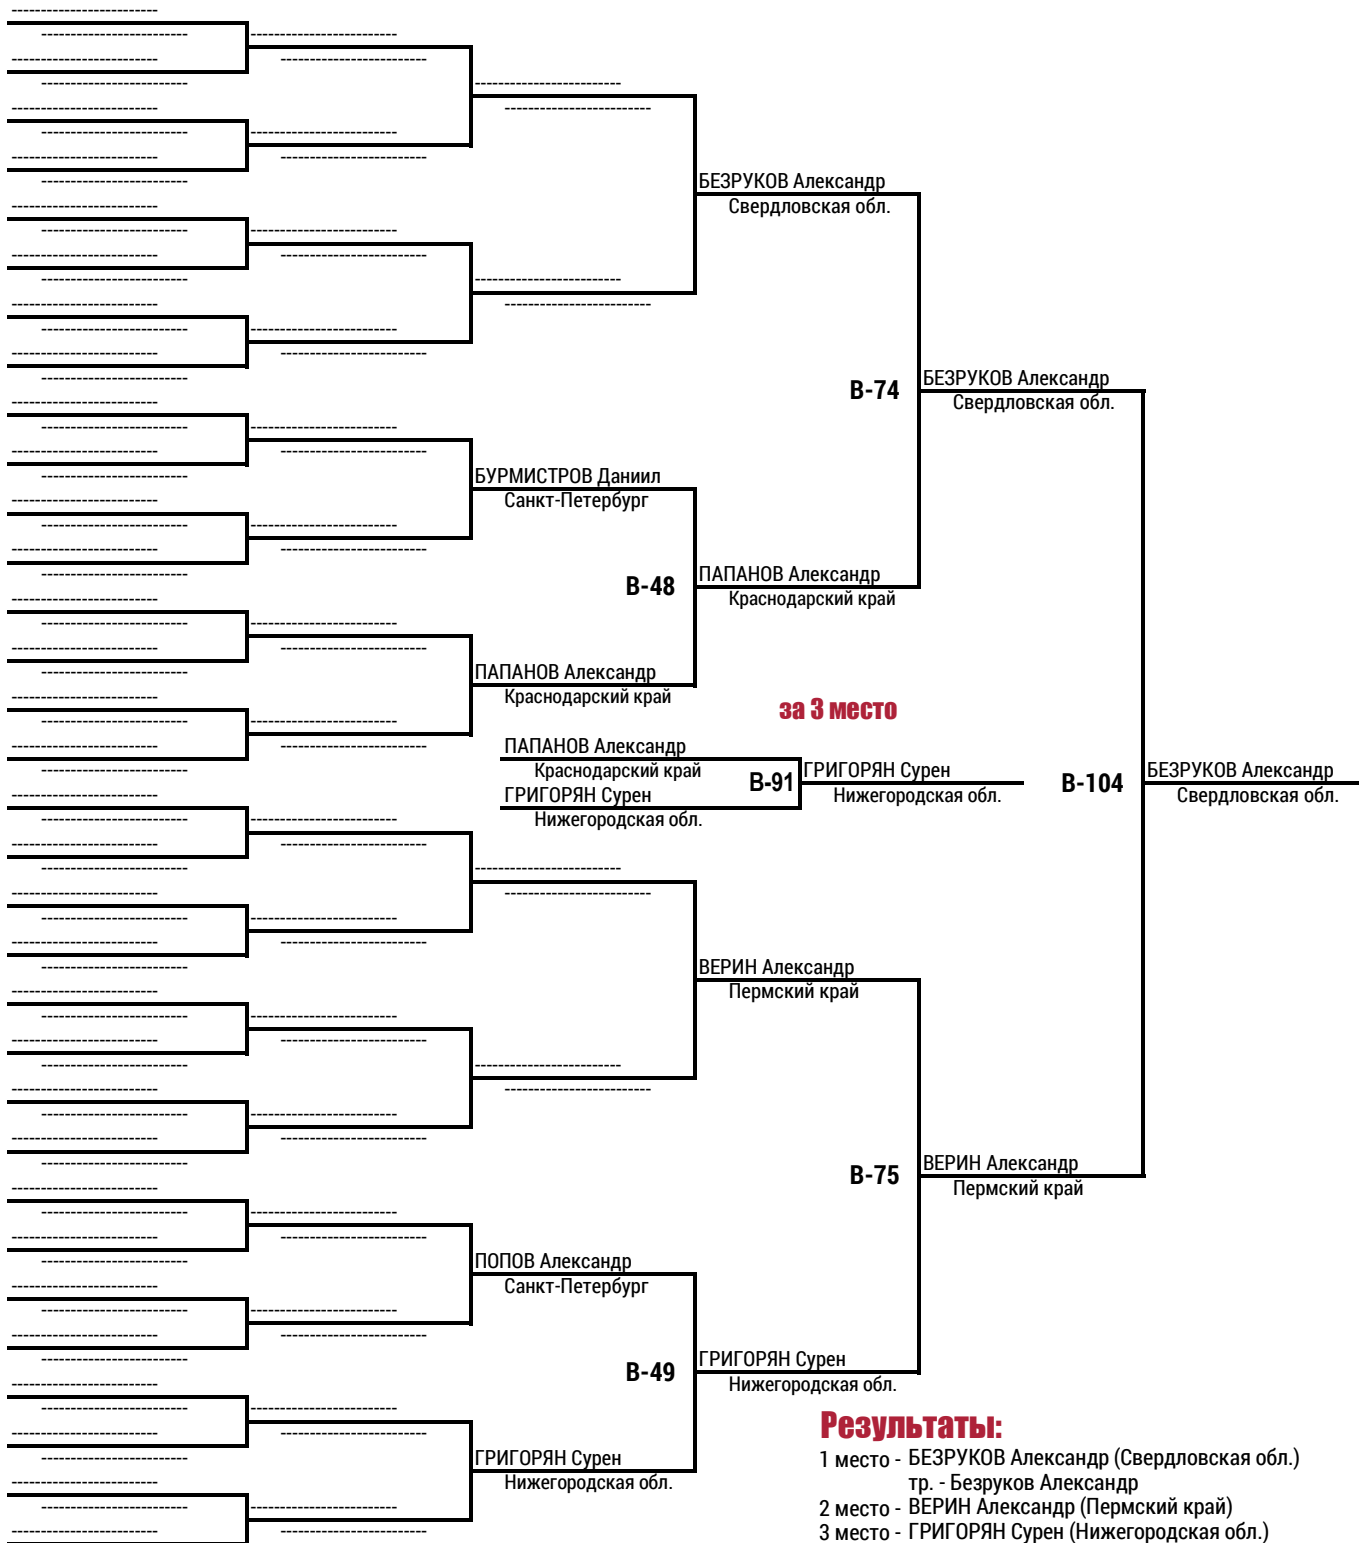 БЕЗРУКОВ Александр
Свердловская обл.
B-74
БЕЗРУКОВ Александр
Свердловская обл.
БУРМИСТРОВ Даниил
Санкт-Петербург
B-48
ПАПАНОВ Александр
Краснодарский край
ПАПАНОВ Александр
Краснодарский край
за 3 место
ПАПАНОВ Александр
Краснодарский край
ГРИГОРЯН Сурен
Нижегородская обл.
B-91
ГРИГОРЯН Сурен
Нижегородская обл.
B-104
БЕЗРУКОВ Александр
Свердловская обл.
ВЕРИН Александр
Пермский край
B-75
ВЕРИН Александр
Пермский край
ПОПОВ Александр
Санкт-Петербург
B-49
ГРИГОРЯН Сурен
Нижегородская обл.
ГРИГОРЯН Сурен
Нижегородская обл.
Результаты:
1 место - БЕЗРУКОВ Александр (Свердловская обл.)
тр. - Безруков Александр
2 место - ВЕРИН Александр (Пермский край)
3 место - ГРИГОРЯН Сурен (Нижегородская обл.)